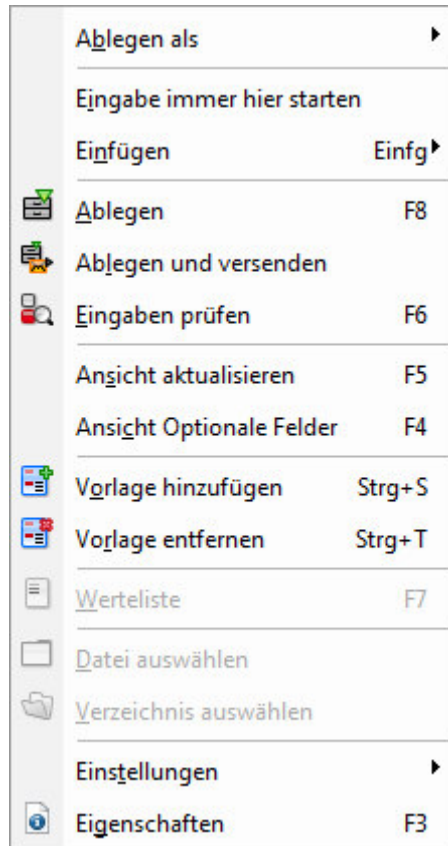 Ablegen als
Eingabe immer hier starten
Einfügen Einfg
Ablegen F8
Ablegen und versenden
Eingaben prüfen F6
Ansicht aktualisieren F5
Ansicht Optionale Felder F4
Vorlage hinzufügen Strg+S
Vorlage entfernen Strg+T
Werteliste F7
Datei auswählen
Verzeichnis auswählen
Einstellungen
Eigenschaften F3